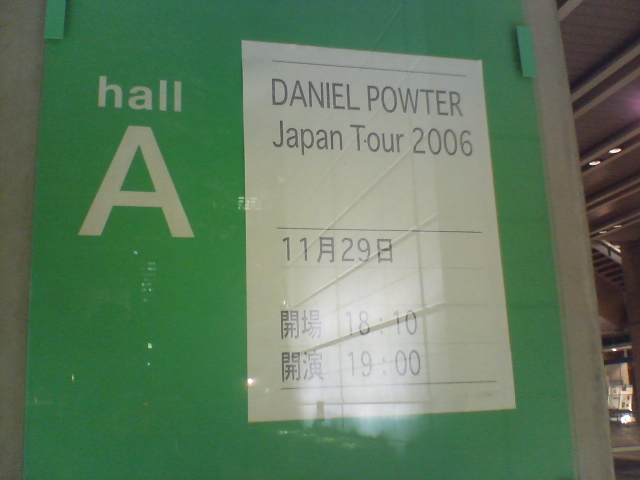 hall
A
DANIEL POWTER
Japan Tour 2006
11月29日
開場 18:10
開演 19:00